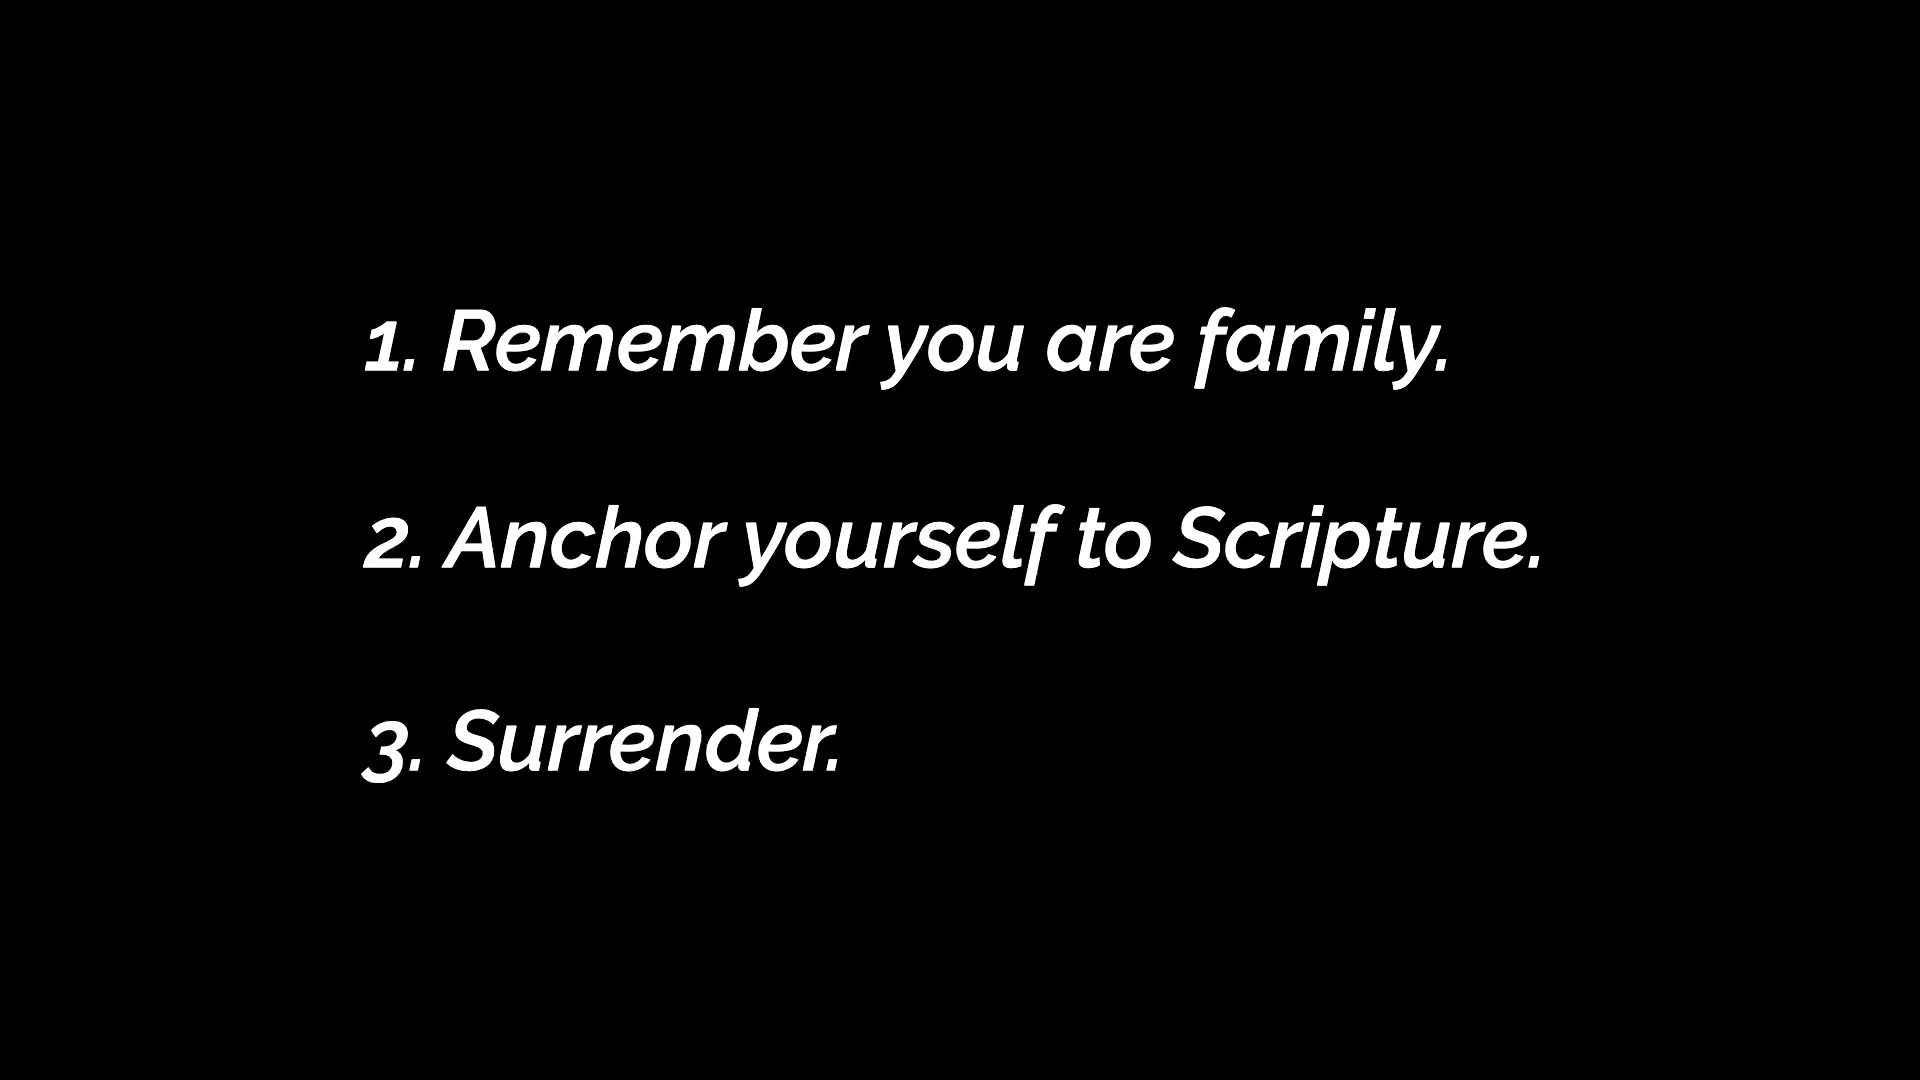 1. Remember you are family.
2. Anchor yourself to Scripture.
3. Surrender.